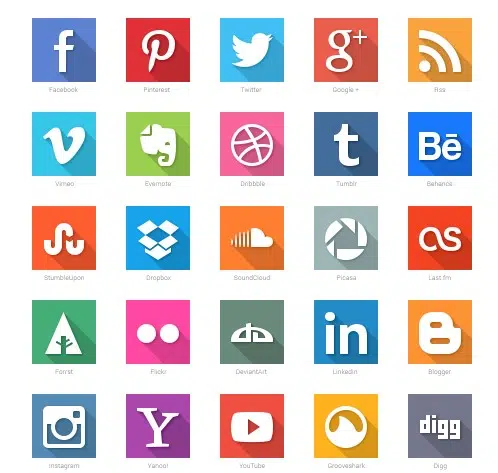 f g+
Facebook Pinterest Twitter Google + Rss
t Bē
Vimeo Evernote Dribbble Tumblr Behance
as
StumbleUpon Dropbox SoundCloud Picasa Last fm
in B
Forrst Flickr DeviantArt Linkedin Blogger
Y digg
Instagram Yahoo! YouTube Grooveshark Digg